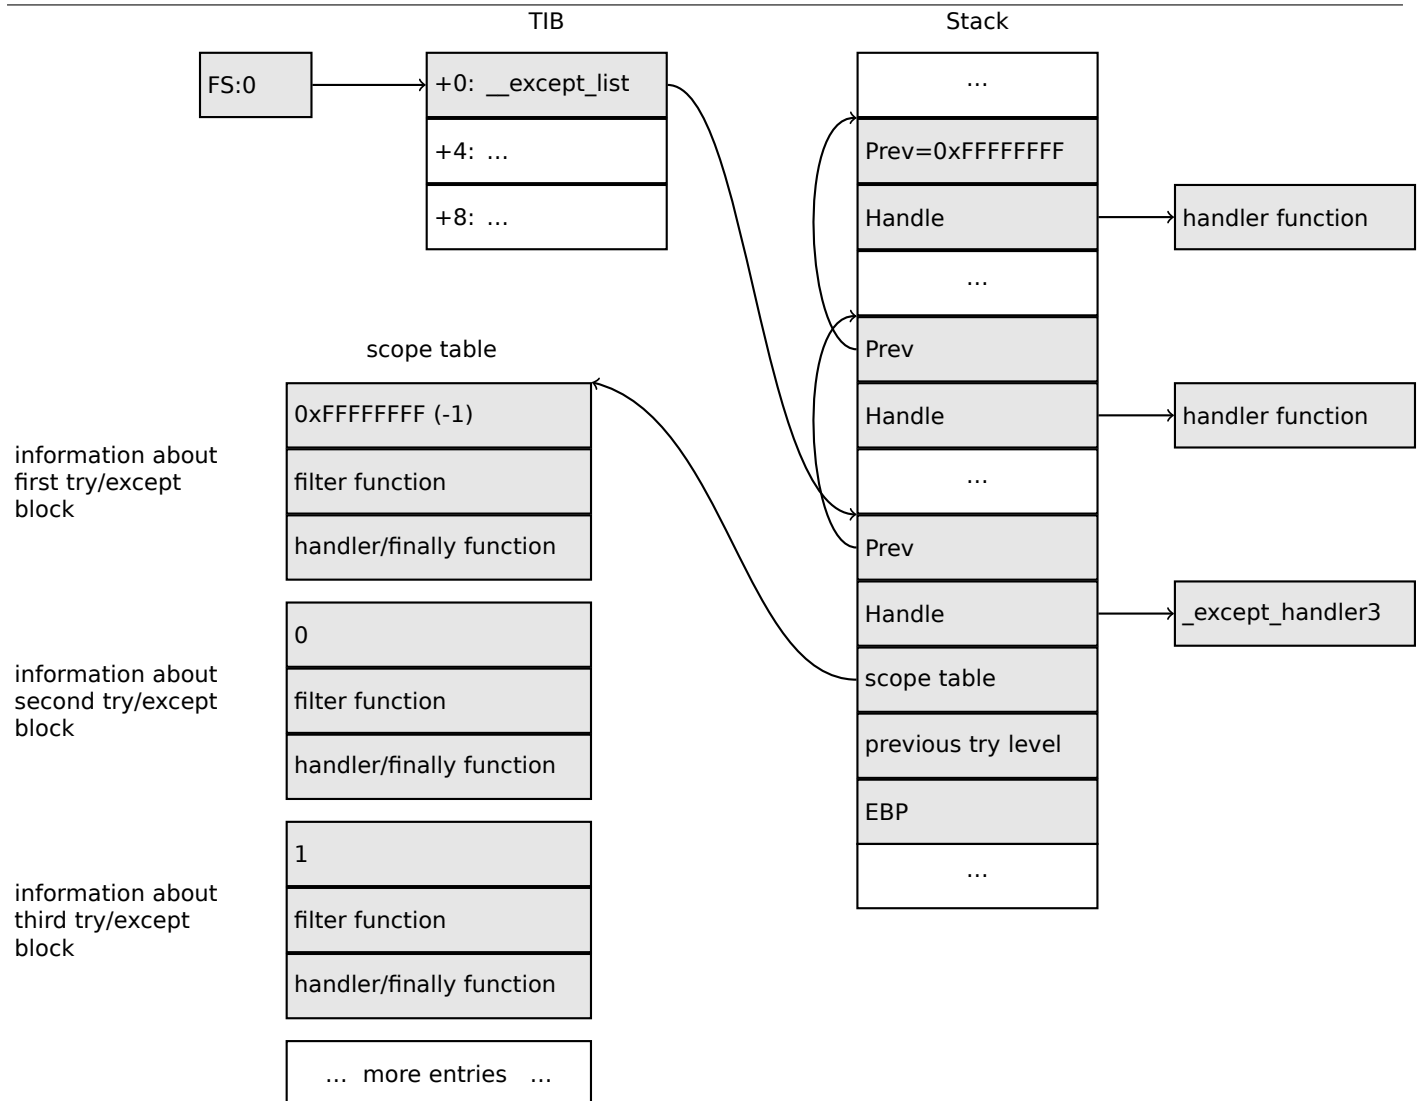 TIB
FS:0
+0: __except_list
+4: ...
+8: ...
Stack
...
Prev=0xFFFFFFFF
Handle
handler function
...
Prev
Handle
handler function
...
Prev
Handle
_except_handler3
scope table
previous try level
EBP
...
scope table
information about
first try/except
block
0xFFFFFFFF (-1)
filter function
handler/finally function
information about
second try/except
block
0
filter function
handler/finally function
information about
third try/except
block
1
filter function
handler/finally function
... more entries ...